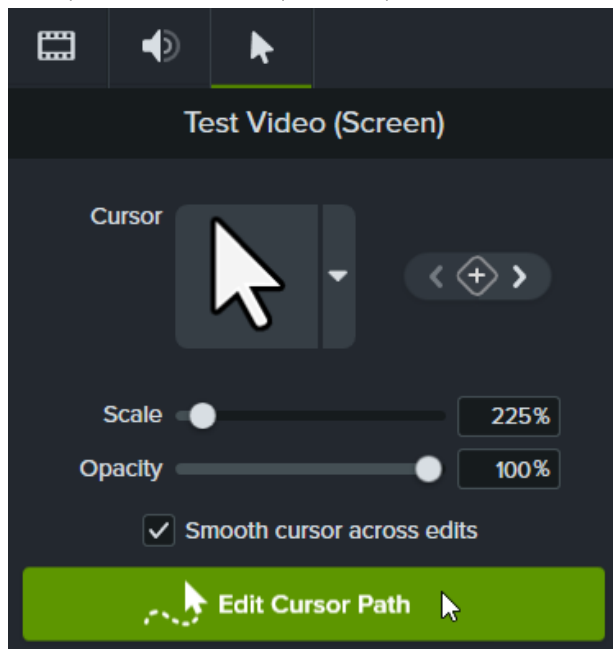 Test Video (Screen)
Cursor
Scale 225%
Opacity 100%
Smooth cursor across edits
Edit Cursor Path